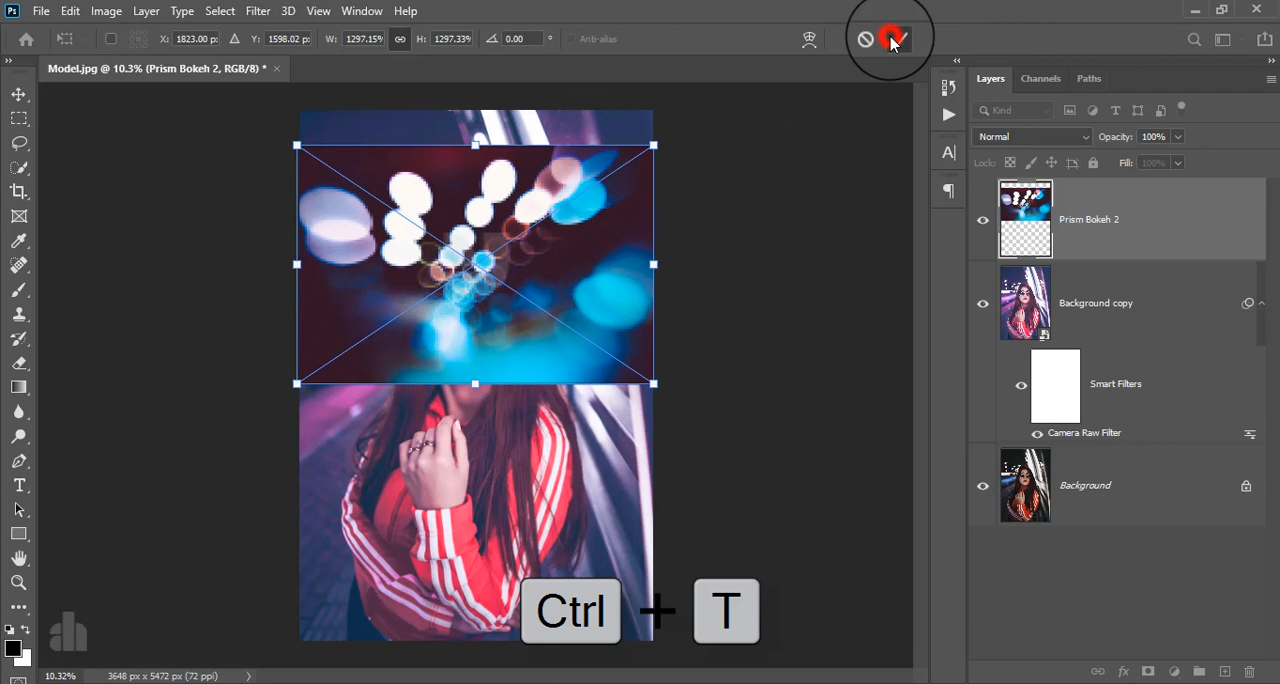 Ps File Edit Image Layer Type Select Filter 3D View Window Help
X: 1823.00 px Y: 1598.02 px W: 1297.15% H: 1297.33% 0.00 ° Anti-alias
Model.jpg @ 10.3% (Prism Bokeh 2, RGB/8) * ×
Layers Channels Paths
Kind
Normal Opacity: 100%
Lock: Fill: 100%
Prism Bokeh 2
Background copy
Smart Filters
Camera Raw Filter
Background
Ctrl + T
ah
10.32% 3648 px x 5472 px (72 ppi)